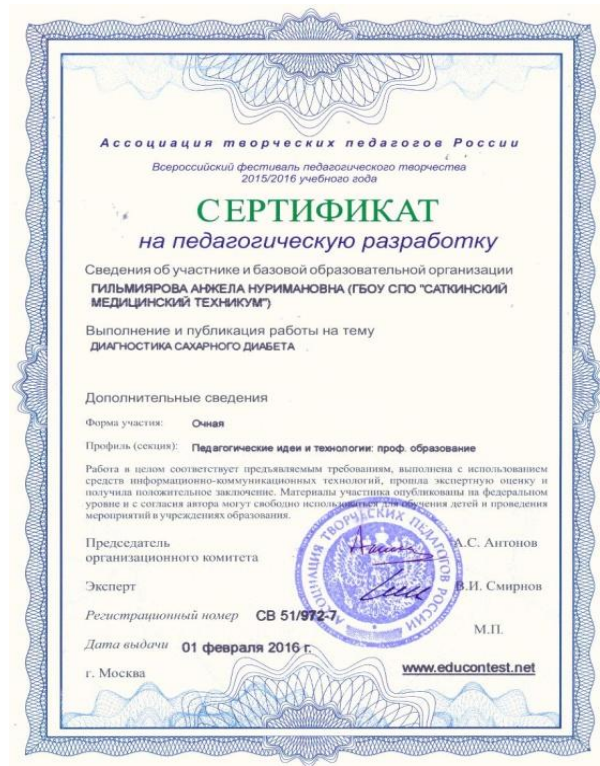 Ассоциация творческих педагогов России
Всероссийский фестиваль педагогического творчества
2015/2016 учебного года
СЕРТИФИКАТ
на педагогическую разработку
Сведения об участнике и базовой образовательной организации
ГИЛЬМИЯРОВА АНЖЕЛА НУРИМАНОВНА (ГБОУ СПО "САТКИНСКИЙ
МЕДИЦИНСКИЙ ТЕХНИКУМ")
Выполнение и публикация работы на тему
ДИАГНОСТИКА САХАРНОГО ДИАБЕТА
Дополнительные сведения
Форма участия: Очная
Профиль (секция): Педагогические идеи и технологии: проф. образование
Работа в целом соответствует предъявляемым требованиям, выполнена с использованием
средств информационно-коммуникационных технологий, прошла экспертную оценку и
получила положительное заключение. Материалы участника опубликованы на федеральном
уровне и с согласия автора могут свободно использоваться для обучения детей и проведения
мероприятий в учреждениях образования.
Председатель
организационного комитета А.С. Антонов
Эксперт В.И. Смирнов
АССОЦИАЦИЯ ТВОРЧЕСКИХ ПЕДАГОГОВ РОССИИ
Регистрационный номер СВ 51/972-7
М.П.
Дата выдачи 01 февраля 2016 г.
г. Москва www.educontest.net